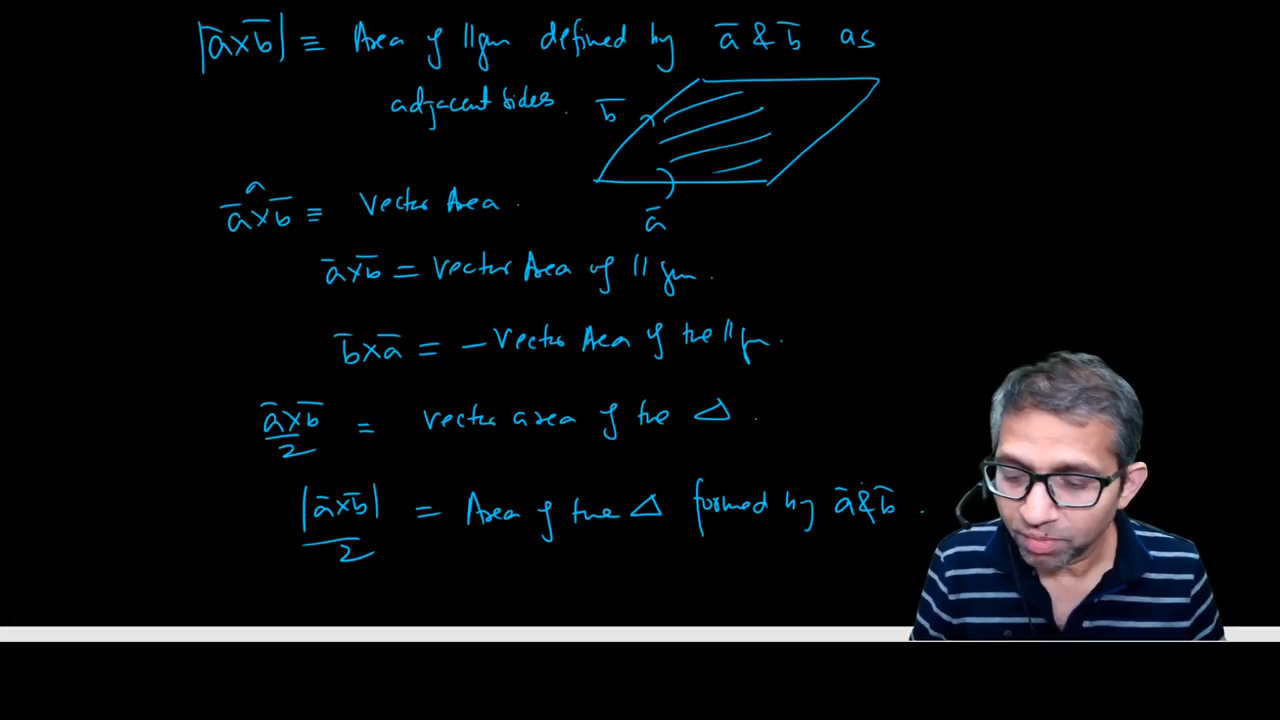 |a̅×b̅| ≡ Area of ||gm defined by a̅ & b̅ as
adjacent sides.
b̅
a̅
a̅×b̅ ≡ Vector Area.
a̅×b̅ = Vector Area of ||gm.
b̅×a̅ = -Vector Area of the ||gm.
a̅×b̅/2 = Vector area of the Δ.
|a̅×b̅|/2 = Area of the Δ formed by a̅ & b̅.